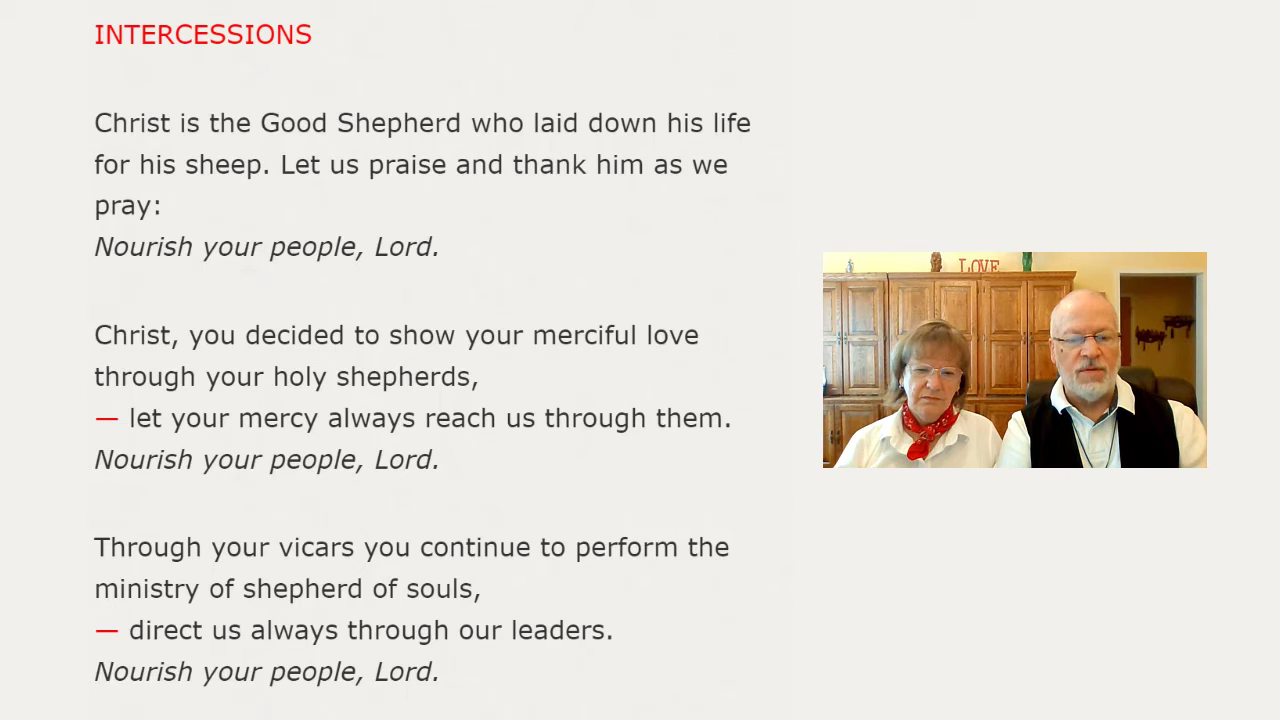 INTERCESSIONS
Christ is the Good Shepherd who laid down his life
for his sheep. Let us praise and thank him as we
pray:
Nourish your people, Lord.
Christ, you decided to show your merciful love
through your holy shepherds,
— let your mercy always reach us through them.
Nourish your people, Lord.
Through your vicars you continue to perform the
ministry of shepherd of souls,
— direct us always through our leaders.
Nourish your people, Lord.
LOVE